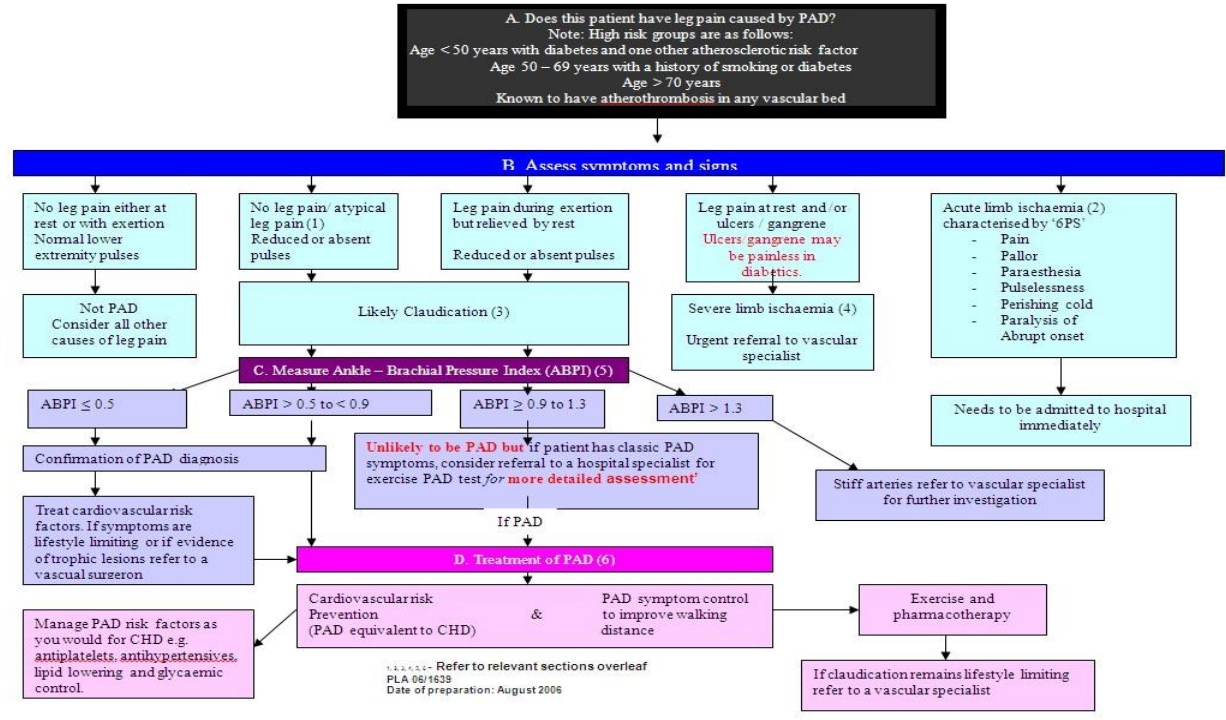 A. Does this patient have leg pain caused by PAD?
Note: High risk groups are as follows:
Age < 50 years with diabetes and one other atherosclerotic risk factor
Age 50 – 69 years with a history of smoking or diabetes
Age > 70 years
Known to have atherothrombosis in any vascular bed
B. Assess symptoms and signs
No leg pain either at
rest or with exertion
Normal lower
extremity pulses
No leg pain/ atypical
leg pain (1)
Reduced or absent
pulses
Leg pain during exertion
but relieved by rest
Reduced or absent pulses
Leg pain at rest and/or
ulcers / gangrene
Ulcers/gangrene may
be painless in
diabetics.
Acute limb ischaemia (2)
characterised by ‘6PS’
- Pain
- Pallor
- Paraesthesia
- Pulselessness
- Perishing cold
- Paralysis of
Abrupt onset
Not PAD
Consider all other
causes of leg pain
Likely Claudication (3)
Severe limb ischaemia (4)
Urgent referral to vascular
specialist
C. Measure Ankle – Brachial Pressure Index (ABPI) (5)
ABPI ≤ 0.5
ABPI > 0.5 to < 0.9
ABPI ≥ 0.9 to 1.3
ABPI > 1.3
Needs to be admitted to hospital
immediately
Confirmation of PAD diagnosis
Unlikely to be PAD but if patient has classic PAD
symptoms, consider referral to a hospital specialist for
exercise PAD test for more detailed assessment’
Stiff arteries refer to vascular specialist
for further investigation
Treat cardiovascular risk
factors. If symptoms are
lifestyle limiting or if evidence
of trophic lesions refer to a
vascual surgeron
If PAD
D. Treatment of PAD (6)
Cardiovascular risk
Prevention
(PAD equivalent to CHD)
&
PAD symptom control
to improve walking
distance
Exercise and
pharmacotherapy
Manage PAD risk factors as
you would for CHD e.g.
antiplatelets, antihypertensives,
lipid lowering and glycaemic
control.
If claudication remains lifestyle limiting
refer to a vascular specialist
- Refer to relevant sections overleaf
PLA 06/1639
Date of preparation: August 2006